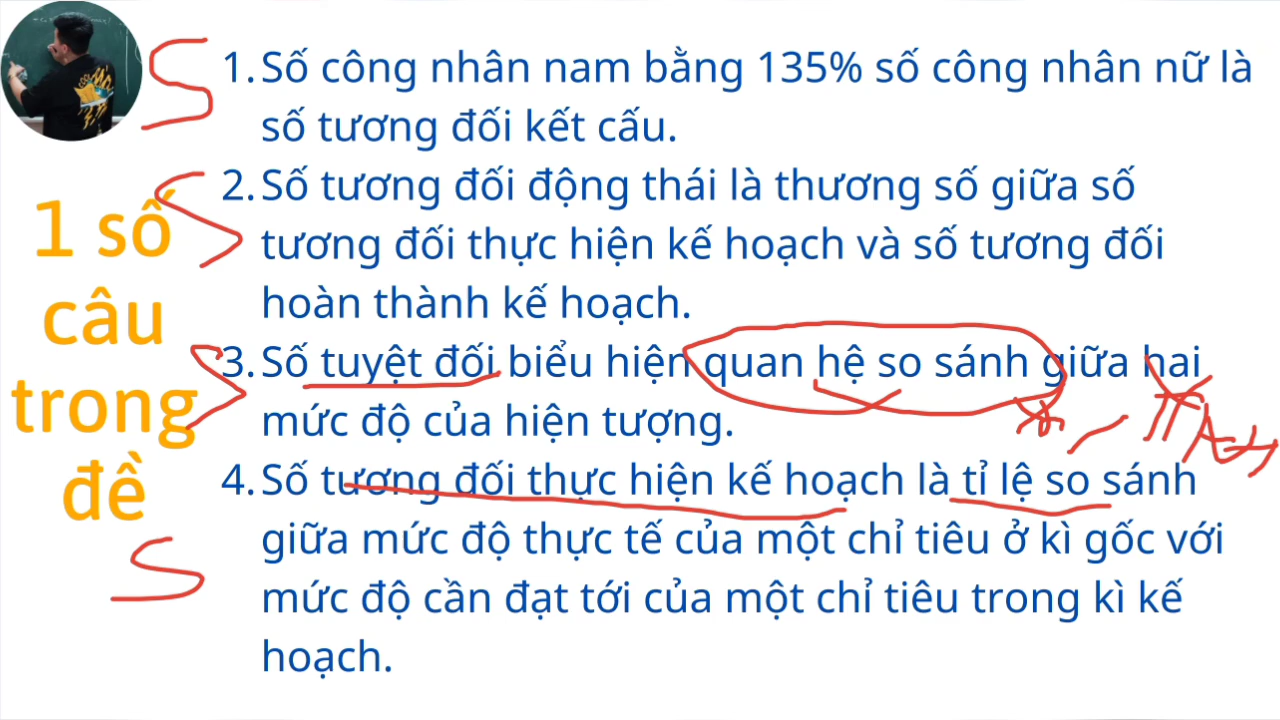 1 số
câu
trong
đề
1. Số công nhân nam bằng 135% số công nhân nữ là
số tương đối kết cấu.
2. Số tương đối động thái là thương số giữa số
tương đối thực hiện kế hoạch và số tương đối
hoàn thành kế hoạch.
3. Số tuyệt đối biểu hiện quan hệ so sánh giữa hai
mức độ của hiện tượng.
4. Số tương đối thực hiện kế hoạch là tỉ lệ so sánh
giữa mức độ thực tế của một chỉ tiêu ở kì gốc với
mức độ cần đạt tới của một chỉ tiêu trong kì kế
hoạch.
S
S
S
S